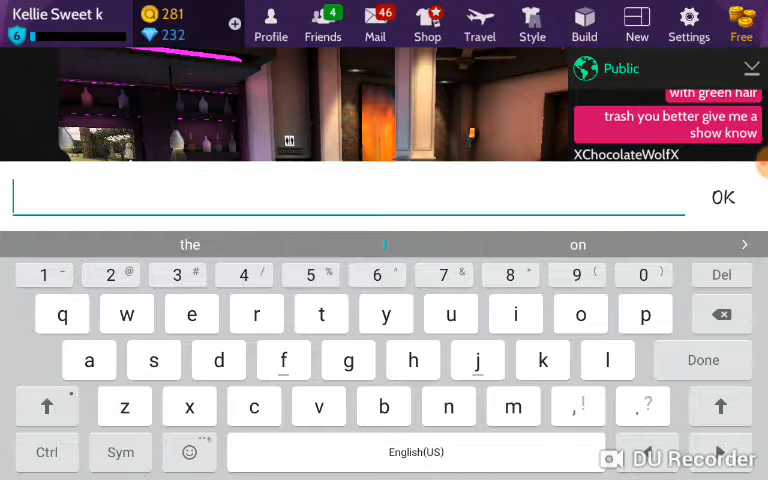 Kellie Sweet k
6
281
232
Profile
4
Friends
46
Mail
Shop
Travel
Style
Build
New
Settings
Free
Public
with green hair
trash you better give me a
show know
XChocolateWolfX
OK
the I on
1 - 2 @ 3 # 4 / 5 % 6 ^ 7 & 8 * 9 ( 0 ) Del
q w e r t y u i o p
a s d f g h j k l Done
z x c v b n m , ! . ?
Ctrl Sym English(US)
DU Recorder